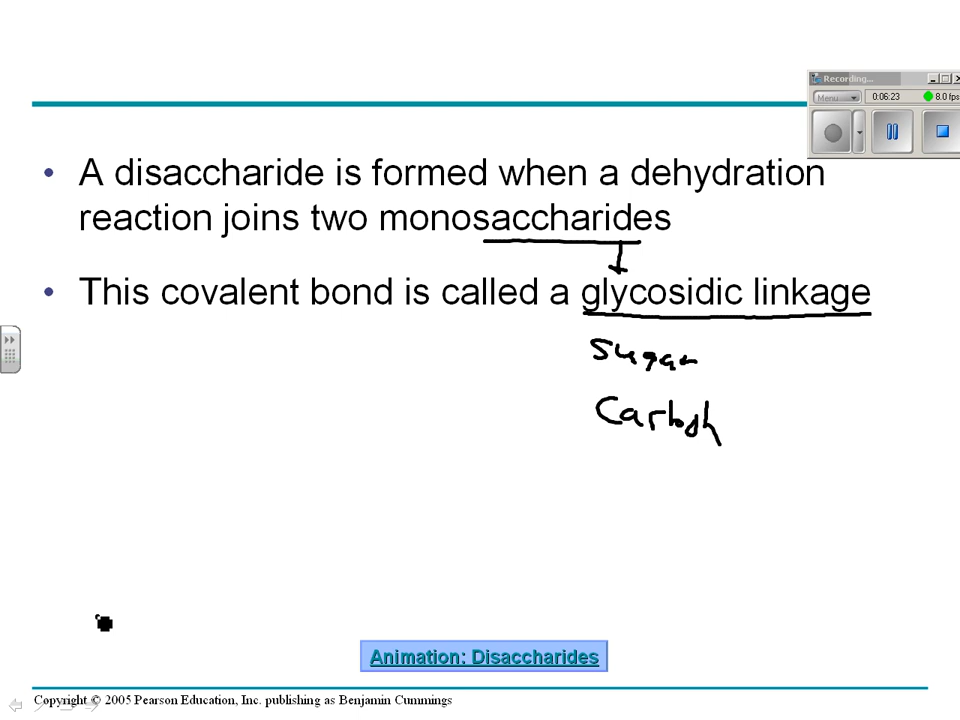 Recording...
Menu 0:06:23 8.0 fps
• A disaccharide is formed when a dehydration
reaction joins two monosaccharides
• This covalent bond is called a glycosidic linkage
Sugar
Animation: Disaccharides
Copyright © 2005 Pearson Education, Inc. publishing as Benjamin Cummings